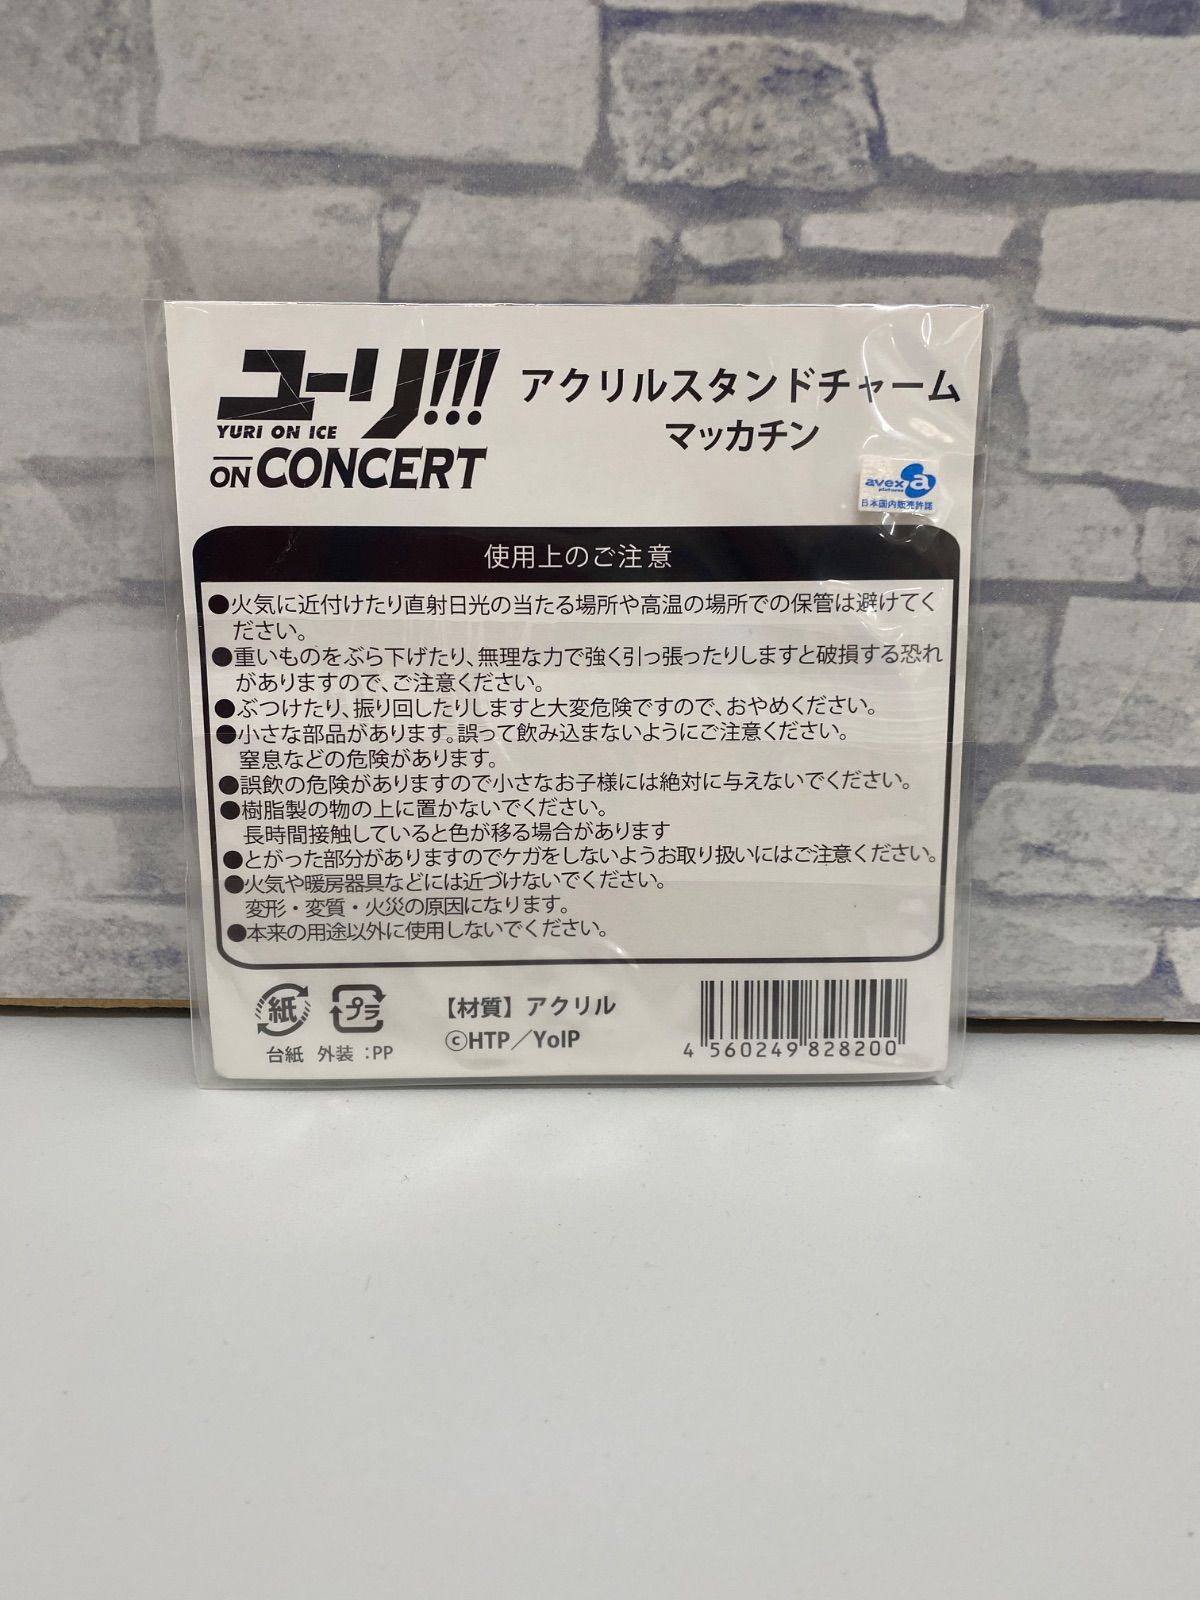 ユーリ!!!
YURI ON ICE
ON CONCERT
アクリルスタンドチャーム
マッカチン
avex
pictures
a
日本国内販売許諾
使用上のご注意
●火気に近付けたり直射日光の当たる場所や高温の場所での保管は避けてく
ださい。
●重いものをぶら下げたり、無理な力で強く引っ張ったりしますと破損する恐れ
がありますので、ご注意ください。
●ぶつけたり、振り回したりしますと大変危険ですので、おやめください。
●小さな部品があります。誤って飲み込まないようにご注意ください。
窒息などの危険があります。
●誤飲の危険がありますので小さなお子様には絶対に与えないでください。
●樹脂製の物の上に置かないでください。
長時間接触していると色が移る場合があります
●とがった部分がありますのでケガをしないようお取り扱いにはご注意ください。
●火気や暖房器具などには近づけないでください。
変形・変質・火災の原因になります。
●本来の用途以外に使用しないでください。
紙 プラ
台紙 外装:PP
【材質】アクリル
©HTP／YoIP
4 560249 828200